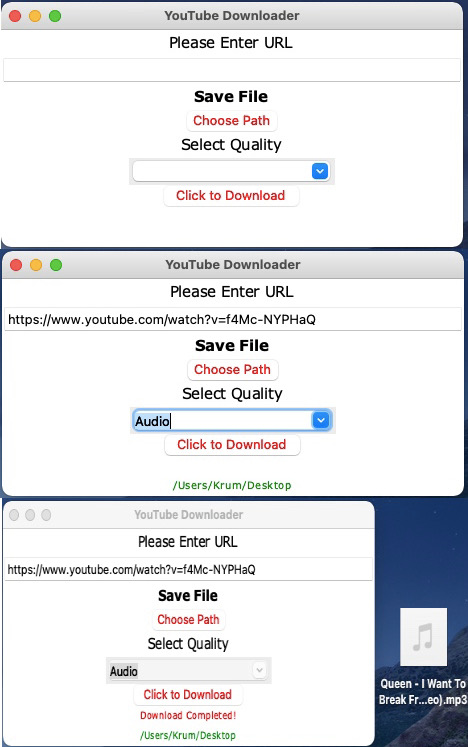 YouTube Downloader
Please Enter URL
Save File
Choose Path
Select Quality
Click to Download
YouTube Downloader
Please Enter URL
https://www.youtube.com/watch?v=f4Mc-NYPHaQ
Save File
Choose Path
Select Quality
Audio
Click to Download
/Users/Krum/Desktop
YouTube Downloader
Please Enter URL
https://www.youtube.com/watch?v=f4Mc-NYPHaQ
Save File
Choose Path
Select Quality
Audio
Click to Download
Download Completed!
/Users/Krum/Desktop
Queen - I Want To
Break Fr...eo).mp3